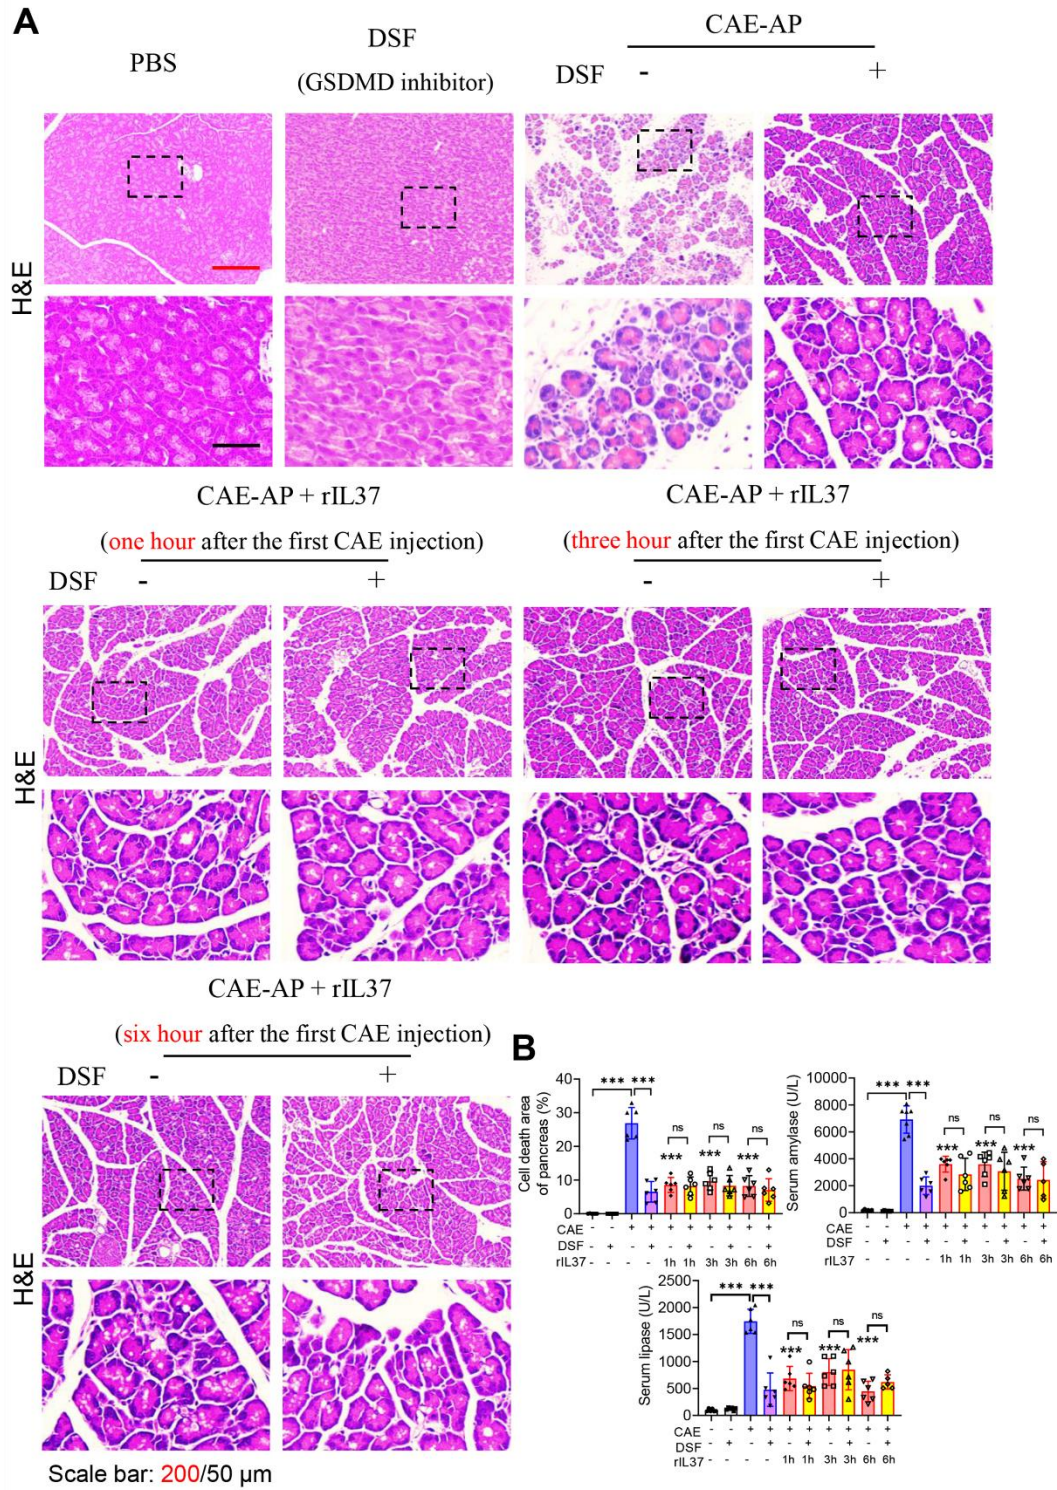 A
PBS
DSF
(GSDMD inhibitor)
CAE-AP
DSF - +
H&E
H&E
CAE-AP + rIL37
(one hour after the first CAE injection)
CAE-AP + rIL37
(three hour after the first CAE injection)
DSF - + - +
H&E
CAE-AP + rIL37
(six hour after the first CAE injection)
DSF - +
H&E
Scale bar: 200/50 μm
B
Cell death area
of pancreas (%)
40
30
20
10
0
*** ***
*** ns *** ns *** ns
CAE - - + + + + + + + +
DSF - + - + - + - + - +
rIL37 - - - - 1h 1h 3h 3h 6h 6h
Serum amylase (U/L)
10000
8000
6000
4000
2000
0
*** ***
*** ns *** ns *** ns
CAE - - + + + + + + + +
DSF - + - + - + - + - +
rIL37 - - - - 1h 1h 3h 3h 6h 6h
Serum lipase (U/L)
2500
2000
1500
1000
500
0
*** ***
*** ns *** ns *** ns
CAE - - + + + + + + + +
DSF - + - + - + - + - +
rIL37 - - - - 1h 1h 3h 3h 6h 6h